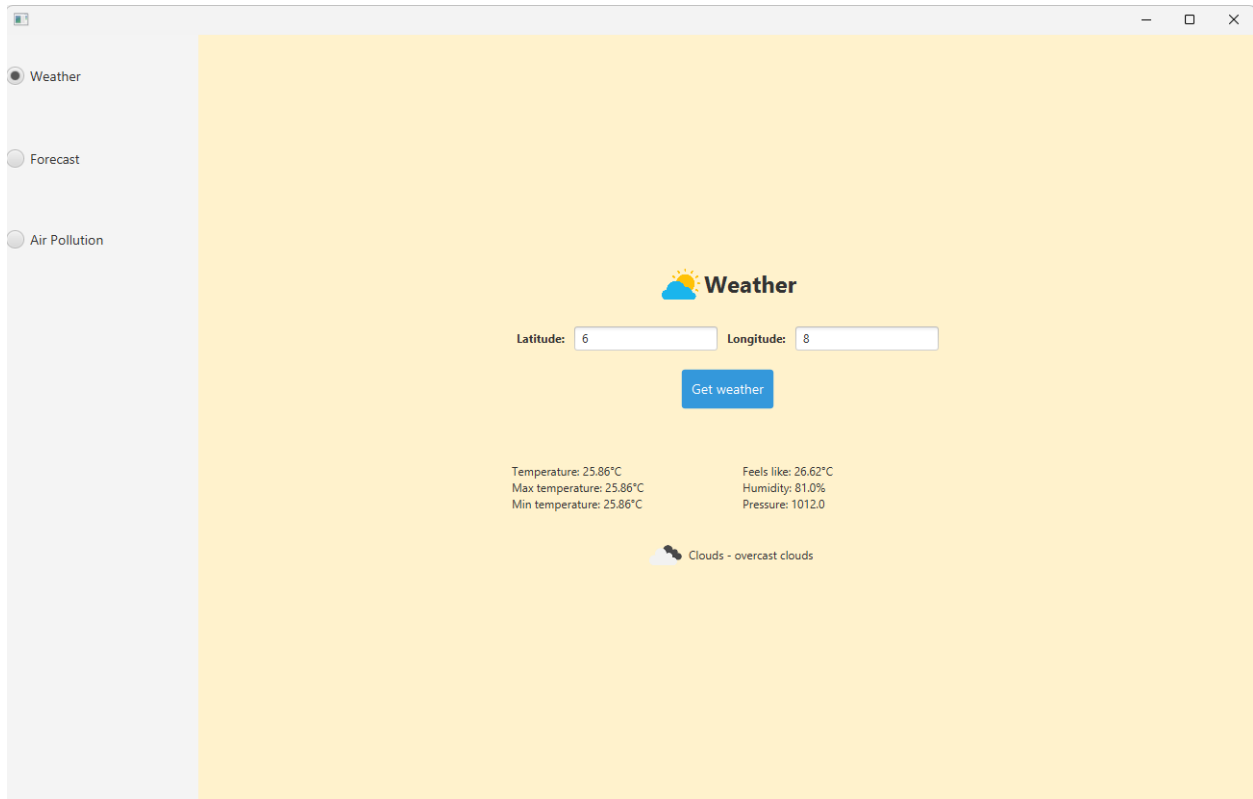 Weather
Forecast
Air Pollution
Weather
Latitude: 6 Longitude: 8
Get weather
Temperature: 25.86°C Feels like: 26.62°C
Max temperature: 25.86°C Humidity: 81.0%
Min temperature: 25.86°C Pressure: 1012.0
Clouds - overcast clouds